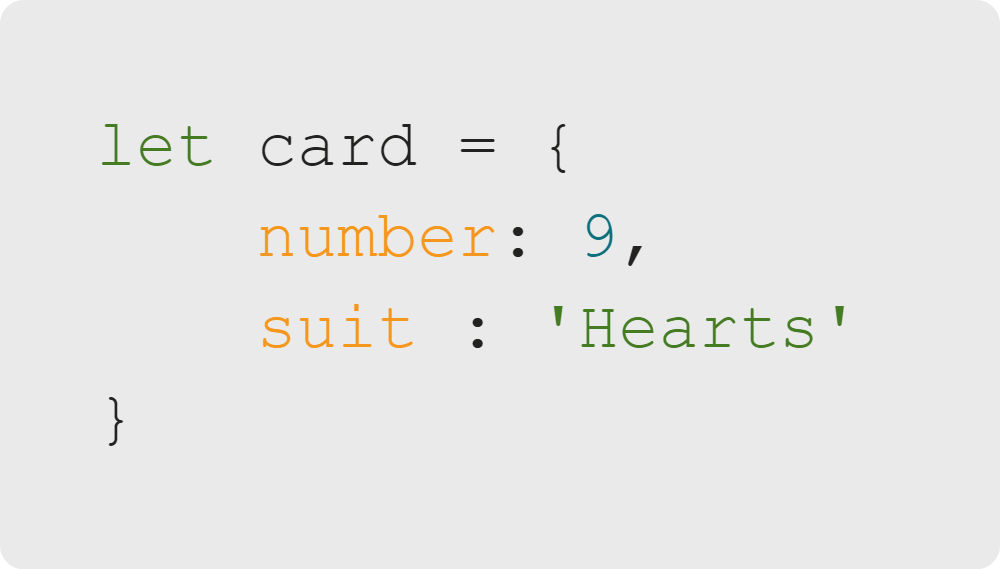 let card = {
    number: 9,
    suit : 'Hearts'
}